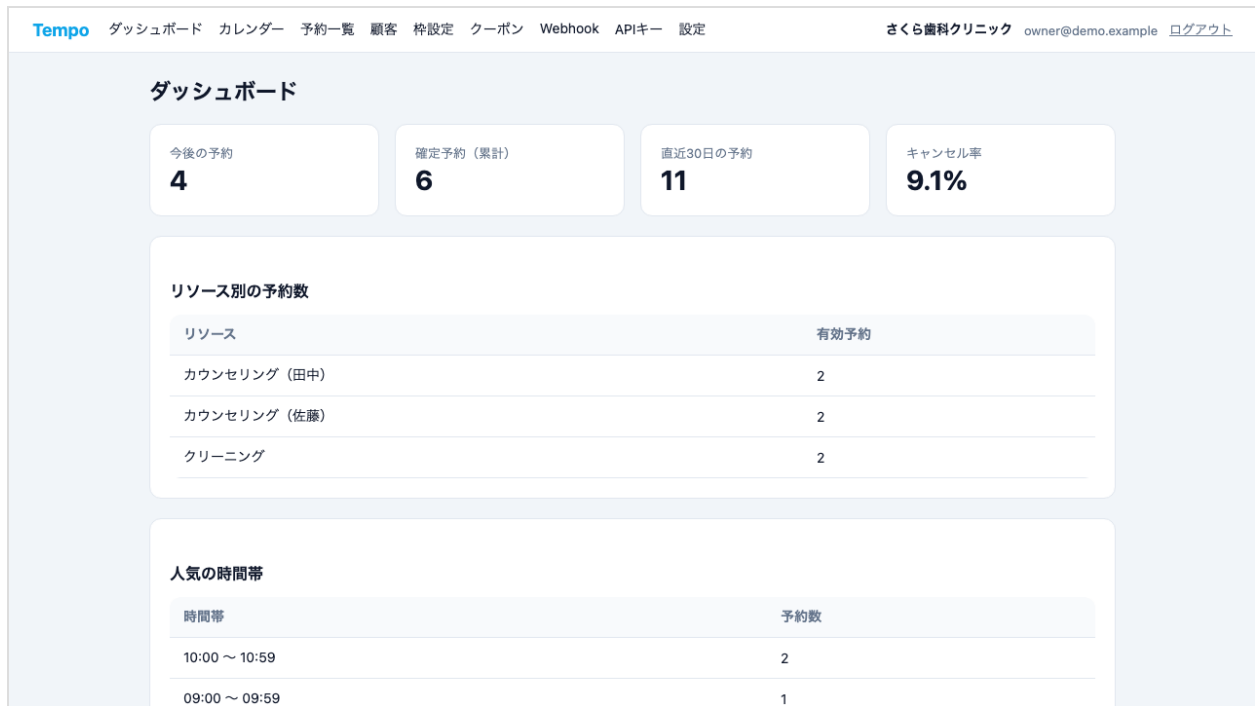 Tempo ダッシュボード カレンダー 予約一覧 顧客 枠設定 クーポン Webhook APIキー 設定 さくら歯科クリニック owner@demo.example ログアウト
ダッシュボード
今後の予約 確定予約（累計） 直近30日の予約 キャンセル率
4 6 11 9.1%
リソース別の予約数
リソース 有効予約
カウンセリング（田中） 2
カウンセリング（佐藤） 2
クリーニング 2
人気の時間帯
時間帯 予約数
10:00 〜 10:59 2
09:00 〜 09:59 1